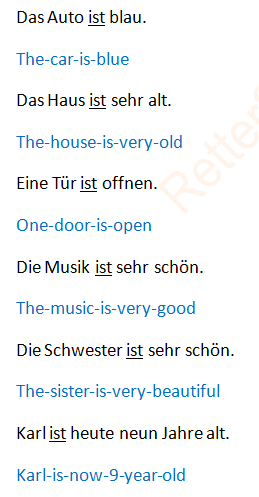 Das Auto ist blau.
The-car-is-blue
Das Haus ist sehr alt.
The-house-is-very-old
Eine Tür ist offnen.
One-door-is-open
Die Musik ist sehr schön.
The-music-is-very-good
Die Schwester ist sehr schön.
The-sister-is-very-beautiful
Karl ist heute neun Jahre alt.
Karl-is-now-9-year-old